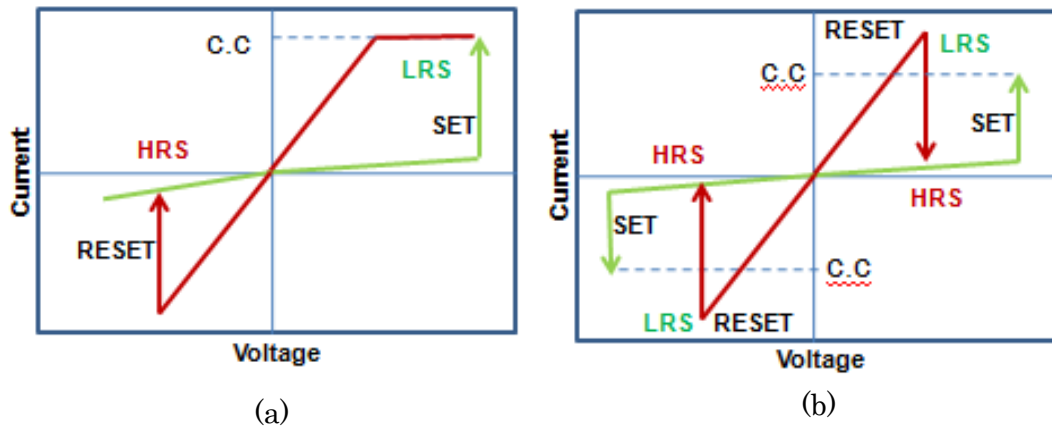 C.C
LRS
SET
HRS
RESET
Current
Voltage
(a)
RESET
LRS
C.C
SET
HRS
HRS
SET
C.C
LRS
RESET
Current
Voltage
(b)